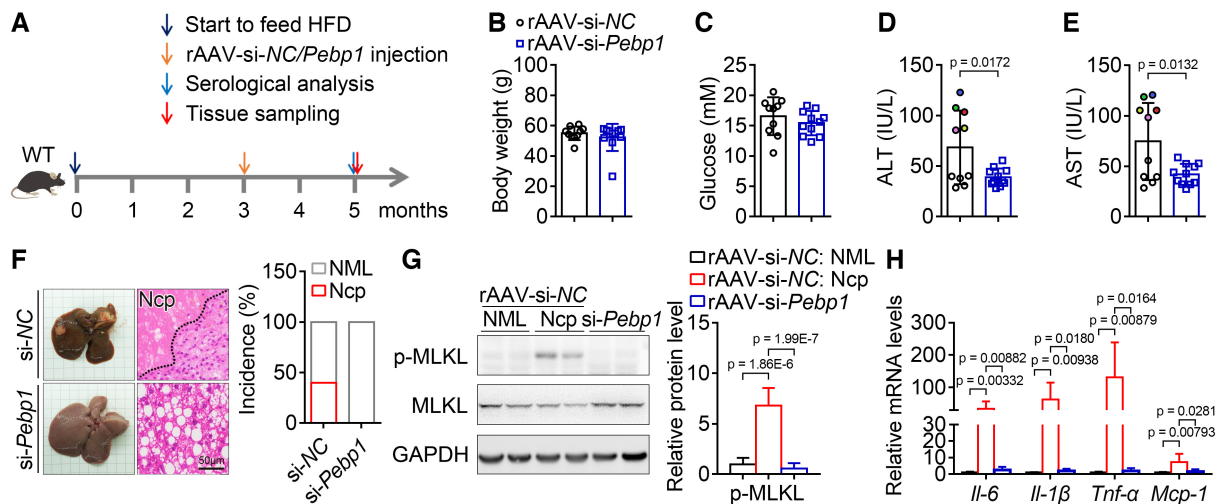 A
Start to feed HFD
rAAV-si-NC/Pebp1 injection
Serological analysis
Tissue sampling
WT
0 1 2 3 4 5 months
B
rAAV-si-NC
rAAV-si-Pebp1
Body weight (g)
100
80
60
40
20
0
C
Glucose (mM)
25
20
15
10
5
0
D
p = 0.0172
ALT (IU/L)
150
100
50
0
E
p = 0.0132
AST (IU/L)
150
100
50
0
F
si-NC
si-Pebp1
Ncp
50μm
NML
Ncp
Incidence (%)
150
100
50
0
si-NC
si-Pebp1
G
rAAV-si-NC
NML Ncp si-Pebp1
p-MLKL
MLKL
GAPDH
rAAV-si-NC: NML
rAAV-si-NC: Ncp
rAAV-si-Pebp1
Relative protein level
15
10
5
0
p = 1.99E-7
p = 1.86E-6
p-MLKL
H
Relative mRNA levels
300
200
100
30
20
10
0
p = 0.00882
p = 0.00332
p = 0.0180
p = 0.00938
p = 0.0164
p = 0.00879
p = 0.0281
p = 0.00793
Il-6 Il-1β Tnf-α Mcp-1